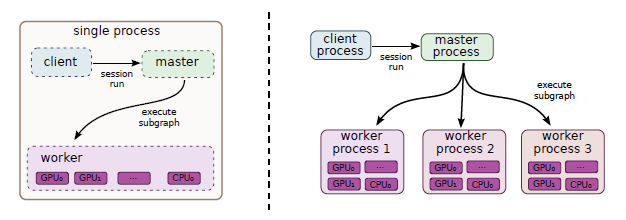 single process
client
master
session
run
execute
subgraph
worker
GPU₀ GPU₁ ... CPU₀
client
process
session
run
master
process
execute
subgraph
worker
process 1
GPU₀ ...
GPU₁ CPU₀
worker
process 2
GPU₀ ...
GPU₁ CPU₀
worker
process 3
GPU₀ ...
GPU₁ CPU₀